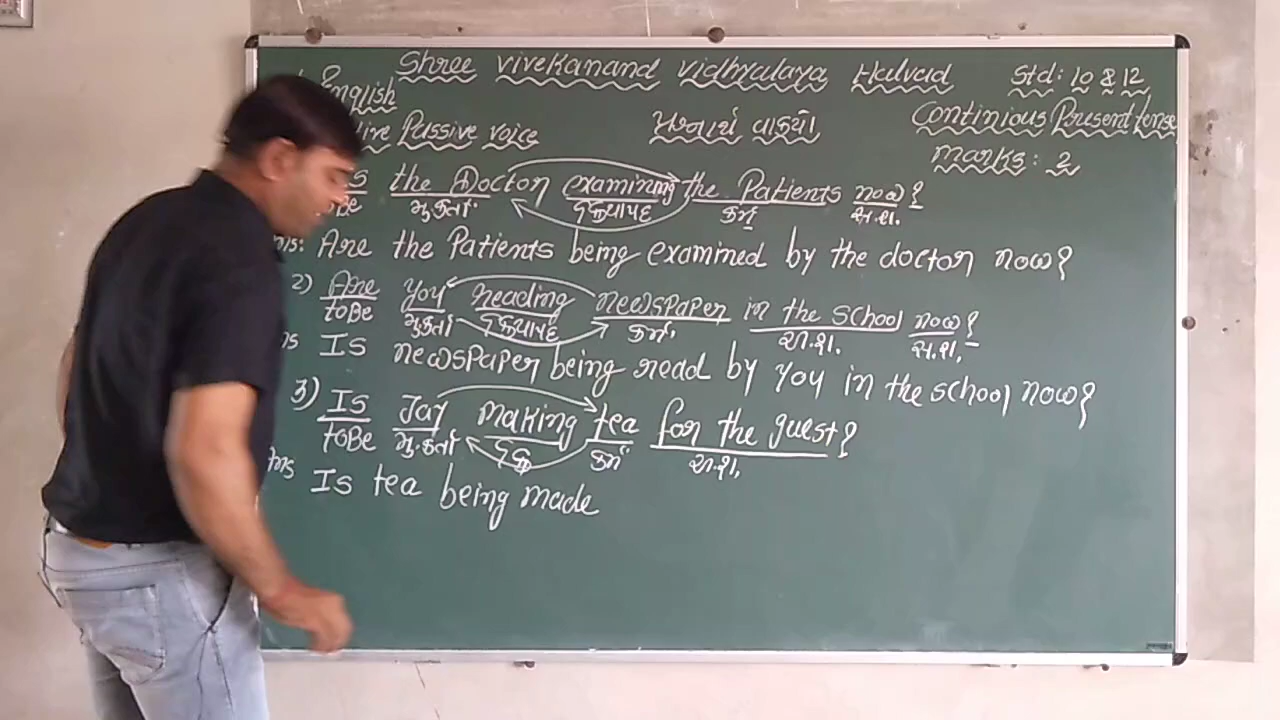 Shree vivekanand vidhyalaya Halvad Std: 10 & 12
English
Passive voice પ્રશ્નાર્થ વાક્યો Continious Present tense
Marks: 2
the Doctor examining the Patients now?
મુ.કર્તા ક્રિયાપદ કર્મ સ.શ.
Ans: Are the Patients being examined by the doctor now?
2) Are you reading newspaper in the school now?
toBe મુ.કર્તા ક્રિયાપદ કર્મ સ્થ.શ. સ.શ.
Is newspaper being read by you in the school now?
3) Is Jay making tea for the guest?
toBe મુ.કર્તા ક્રિ કર્મ
Is tea being made